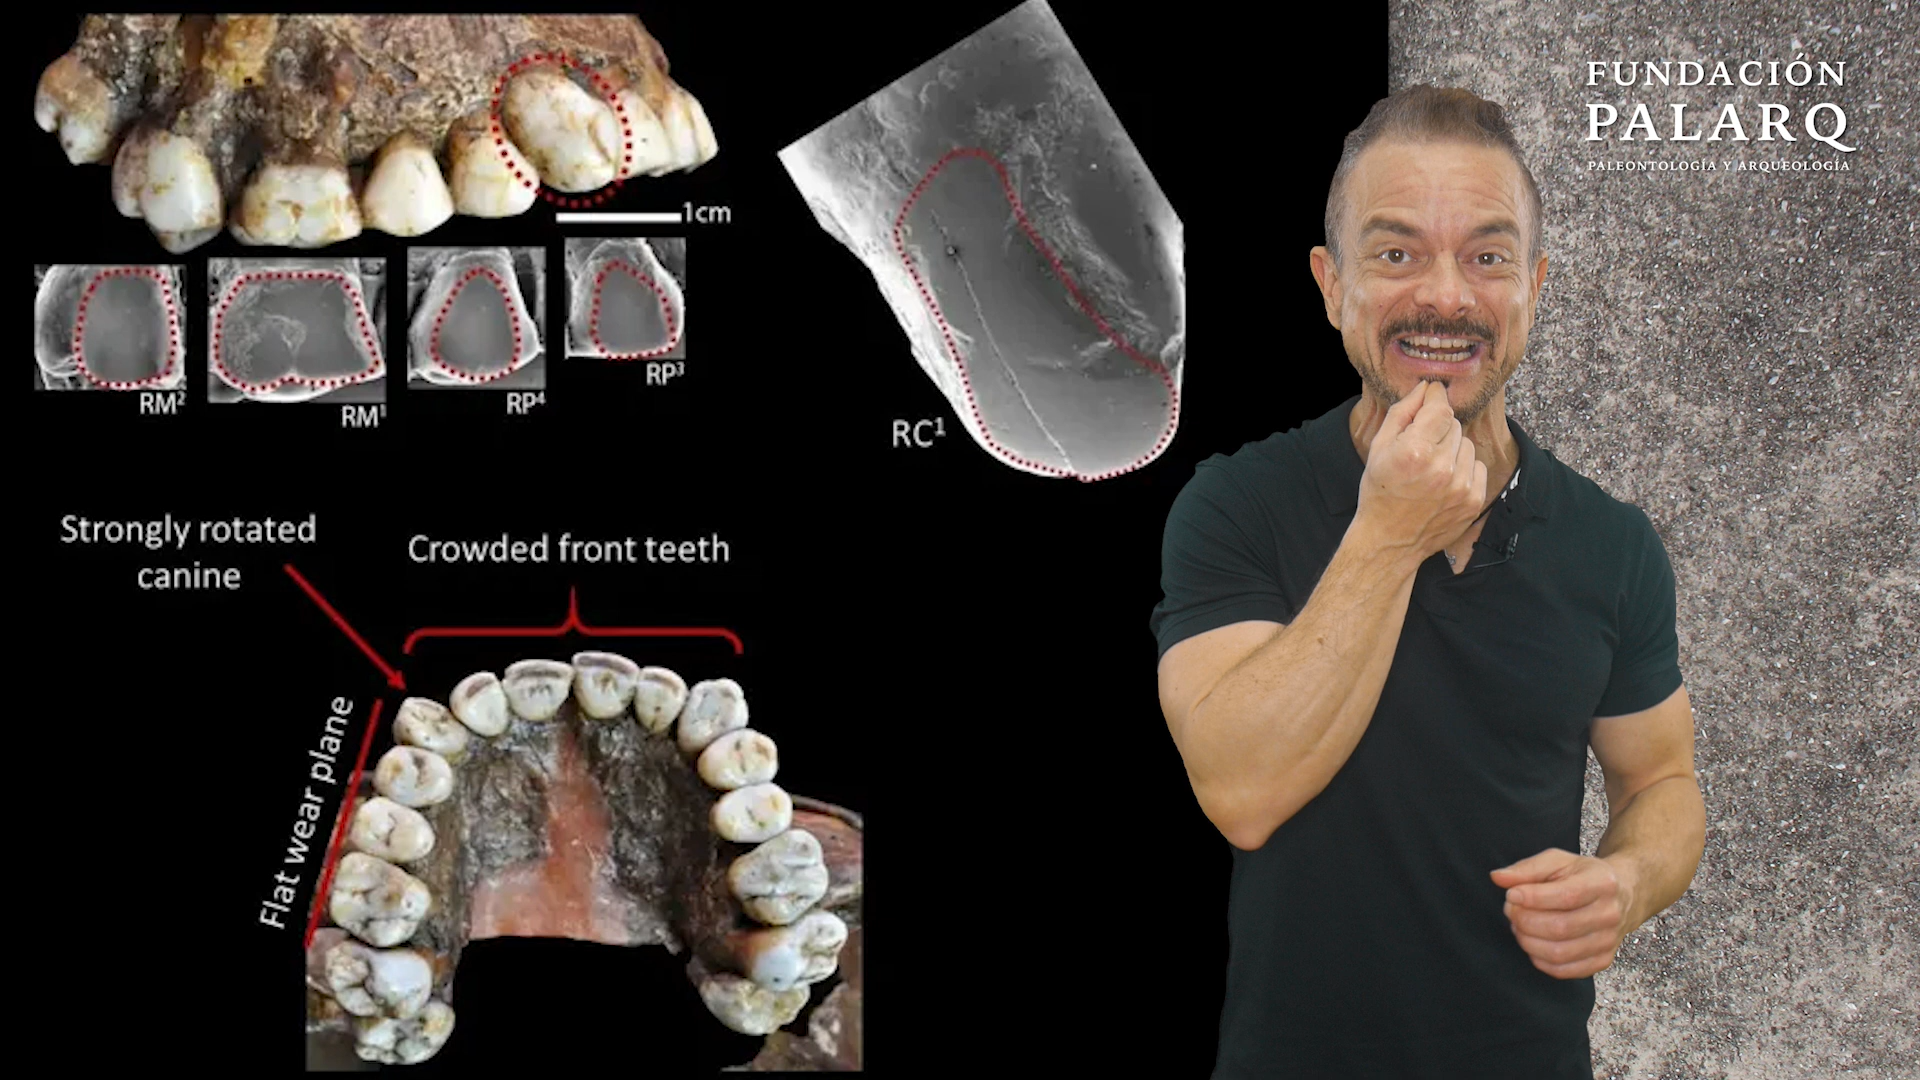 FUNDACIÓN
PALARQ
PALEONTOLOGÍA Y ARQUEOLOGÍA
1cm
RM²
RM¹
RP⁴
RP³
RC¹
Strongly rotated
canine
Crowded front teeth
Flat wear plane